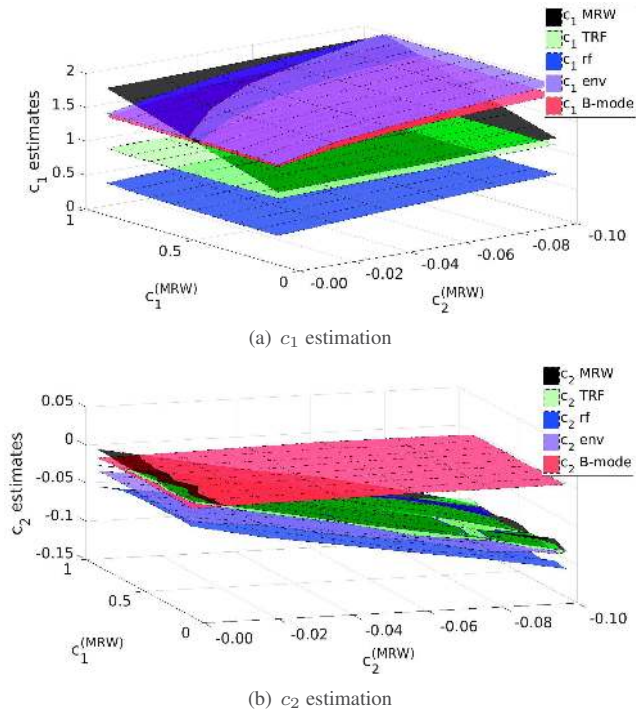 c1 MRW
c1 TRF
c1 rf
c1 env
c1 B-mode
2
1.5
1
0.5
0
c1 estimates
1
0.5
0
c1(MRW)
-0.00
-0.02
-0.04
-0.06
-0.08
-0.10
c2(MRW)
(a) c1 estimation
c2 MRW
c2 TRF
c2 rf
c2 env
c2 B-mode
0.05
0
-0.05
-0.1
-0.15
c2 estimates
1
0.5
0
c1(MRW)
-0.00
-0.02
-0.04
-0.06
-0.08
-0.10
c2(MRW)
(b) c2 estimation